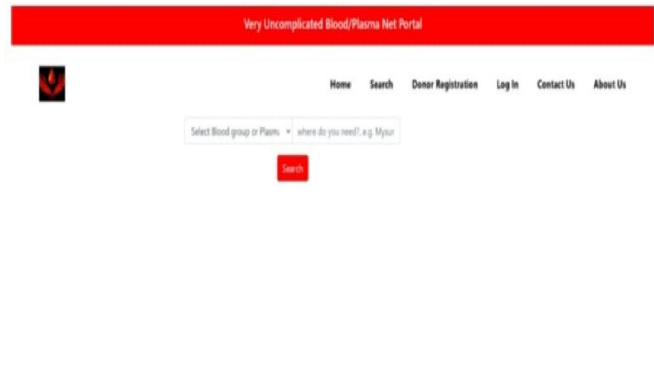 Very Uncomplicated Blood/Plasma Net Portal
Home Search Donor Registration Log In Contact Us About Us
Select Blood group or Plasm where do you need?, e.g. Mysur
Search